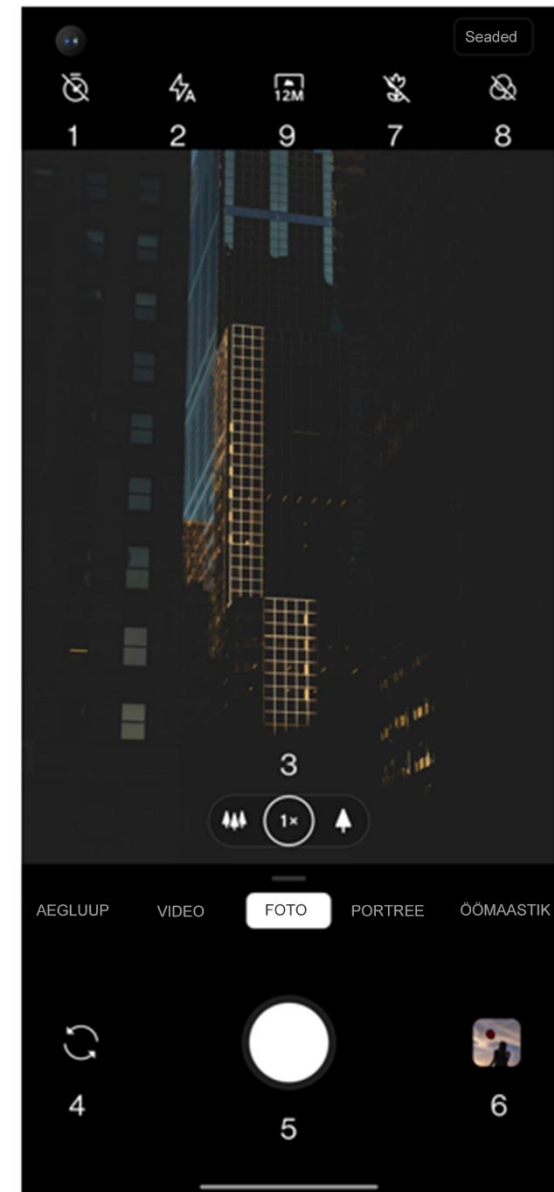 Seaded
12M
1 2 9 7 8
3
1×
AEGLUUP VIDEO FOTO PORTREE ÖÖMAASTIK
4 5 6